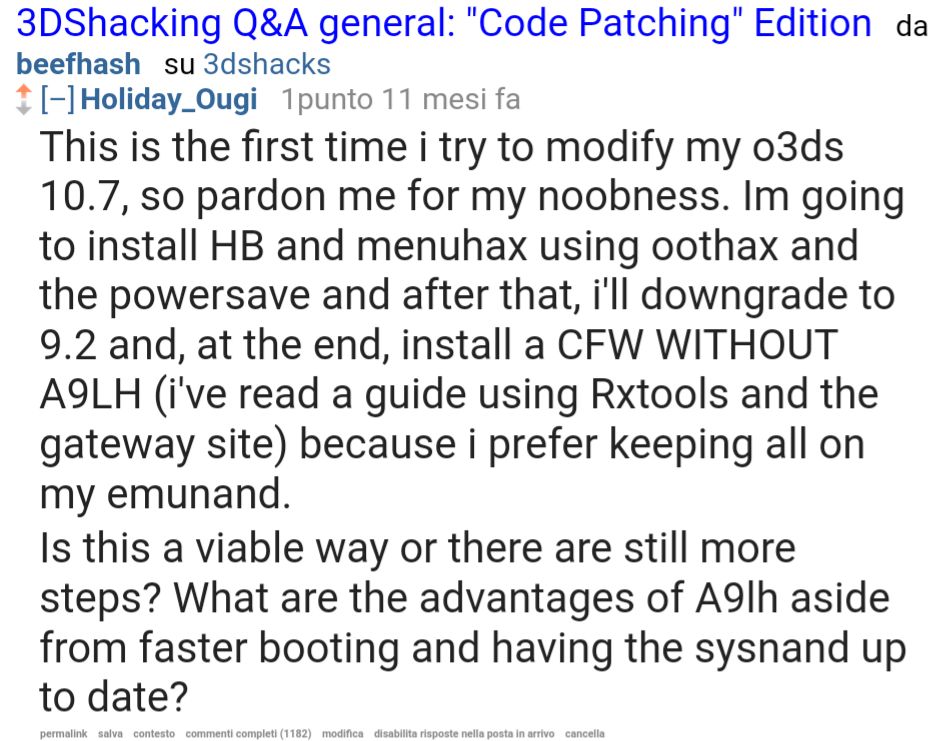 3DShacking Q&A general: "Code Patching" Edition da
beefhash su 3dshacks
[–] Holiday_Ougi 1punto 11 mesi fa
This is the first time i try to modify my o3ds
10.7, so pardon me for my noobness. Im going
to install HB and menuhax using oothax and
the powersave and after that, i'll downgrade to
9.2 and, at the end, install a CFW WITHOUT
A9LH (i've read a guide using Rxtools and the
gateway site) because i prefer keeping all on
my emunand.
Is this a viable way or there are still more
steps? What are the advantages of A9lh aside
from faster booting and having the sysnand up
to date?
permalink salva contesto commenti completi (1182) modifica disabilita risposte nella posta in arrivo cancella